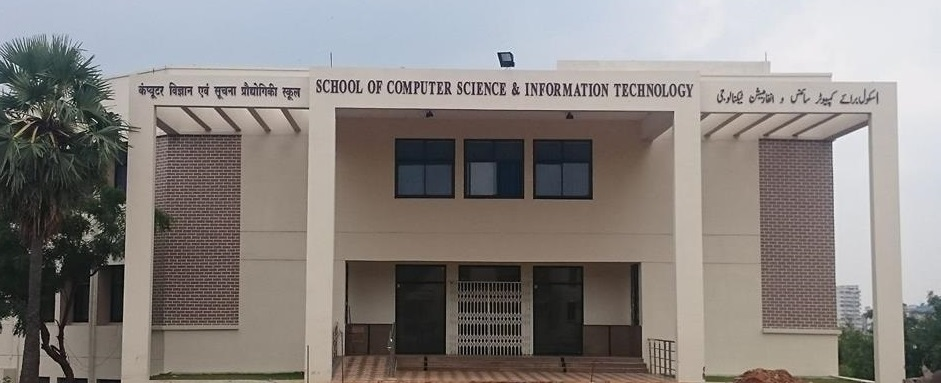 कंप्यूटर विज्ञान एवं सूचना प्रौद्योगिकी स्कूल
SCHOOL OF COMPUTER SCIENCE & INFORMATION TECHNOLOGY
اسکول برائے کمپیوٹر سائنس و انفارمیشن ٹیکنالوجی